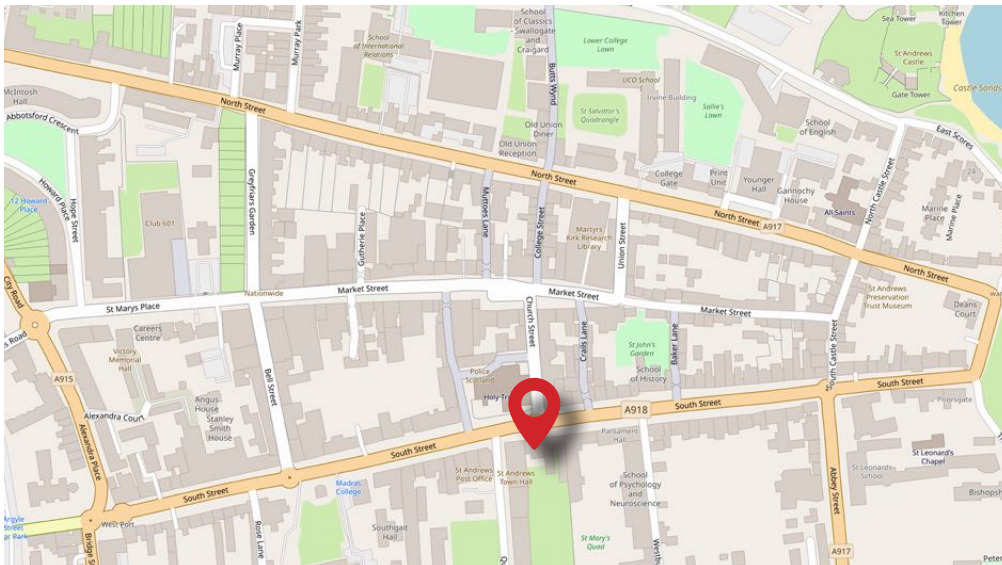 School
of Classics
- Swallogate
and
Craigard
Lower College
Lawn
Sea Tower
Kitchen
Tower
St Andrews
Castle
Gate Tower
Castle Sands
Murray Place
Murray Park
School
of International
Relations
Butts Wynd
UCO School
Irvine Building
Sallie's
Lawn
St Salvator's
Quadrangle
McIntosh
Hall
Abbotsford Crescent
North Street
Old Union
Diner
Old Union
Reception
School
of English
East Scores
North Street
College
Gate
Print
Unit
Younger
Hall
Gannochy
House
North Castle Street
24
Howard Place
12 Howard
Place
Hope Street
Greyfriars Garden
Club 601
Gutherie Place
Muttoes Lane
College Street
Martyrs
Kirk Research
Library
Union Street
North Street
A917
All Saints
Marine
Place
Marine Place
North Street
City Road
Nationwide
Market Street
Market Street
Market Street
St Marys Place
St Andrews
Preservation
Trust Museum
Deans
Court
Careers
Centre
Victory
Memorial
Hall
A915
Bell Street
Church Street
Crails Lane
St John's
Garden
School
of History
Baker Lane
South Castle Street
Police
Scotland
Angus
House
Stanley
Smith
House
Alexandra Court
Alexandra Place
A918
South Street
South Street
South Street
South Street
Parliament
Hall
St Leonard's
Chapel
St Leonards
School
Abbey Street
St Andrews
Post Office
St Andrews
Town Hall
School
of Psychology
and
Neuroscience
Madras
College
Southgait
Hall
Rose Lane
West Port
Argyle
Street
St Mary's
Quad
A917